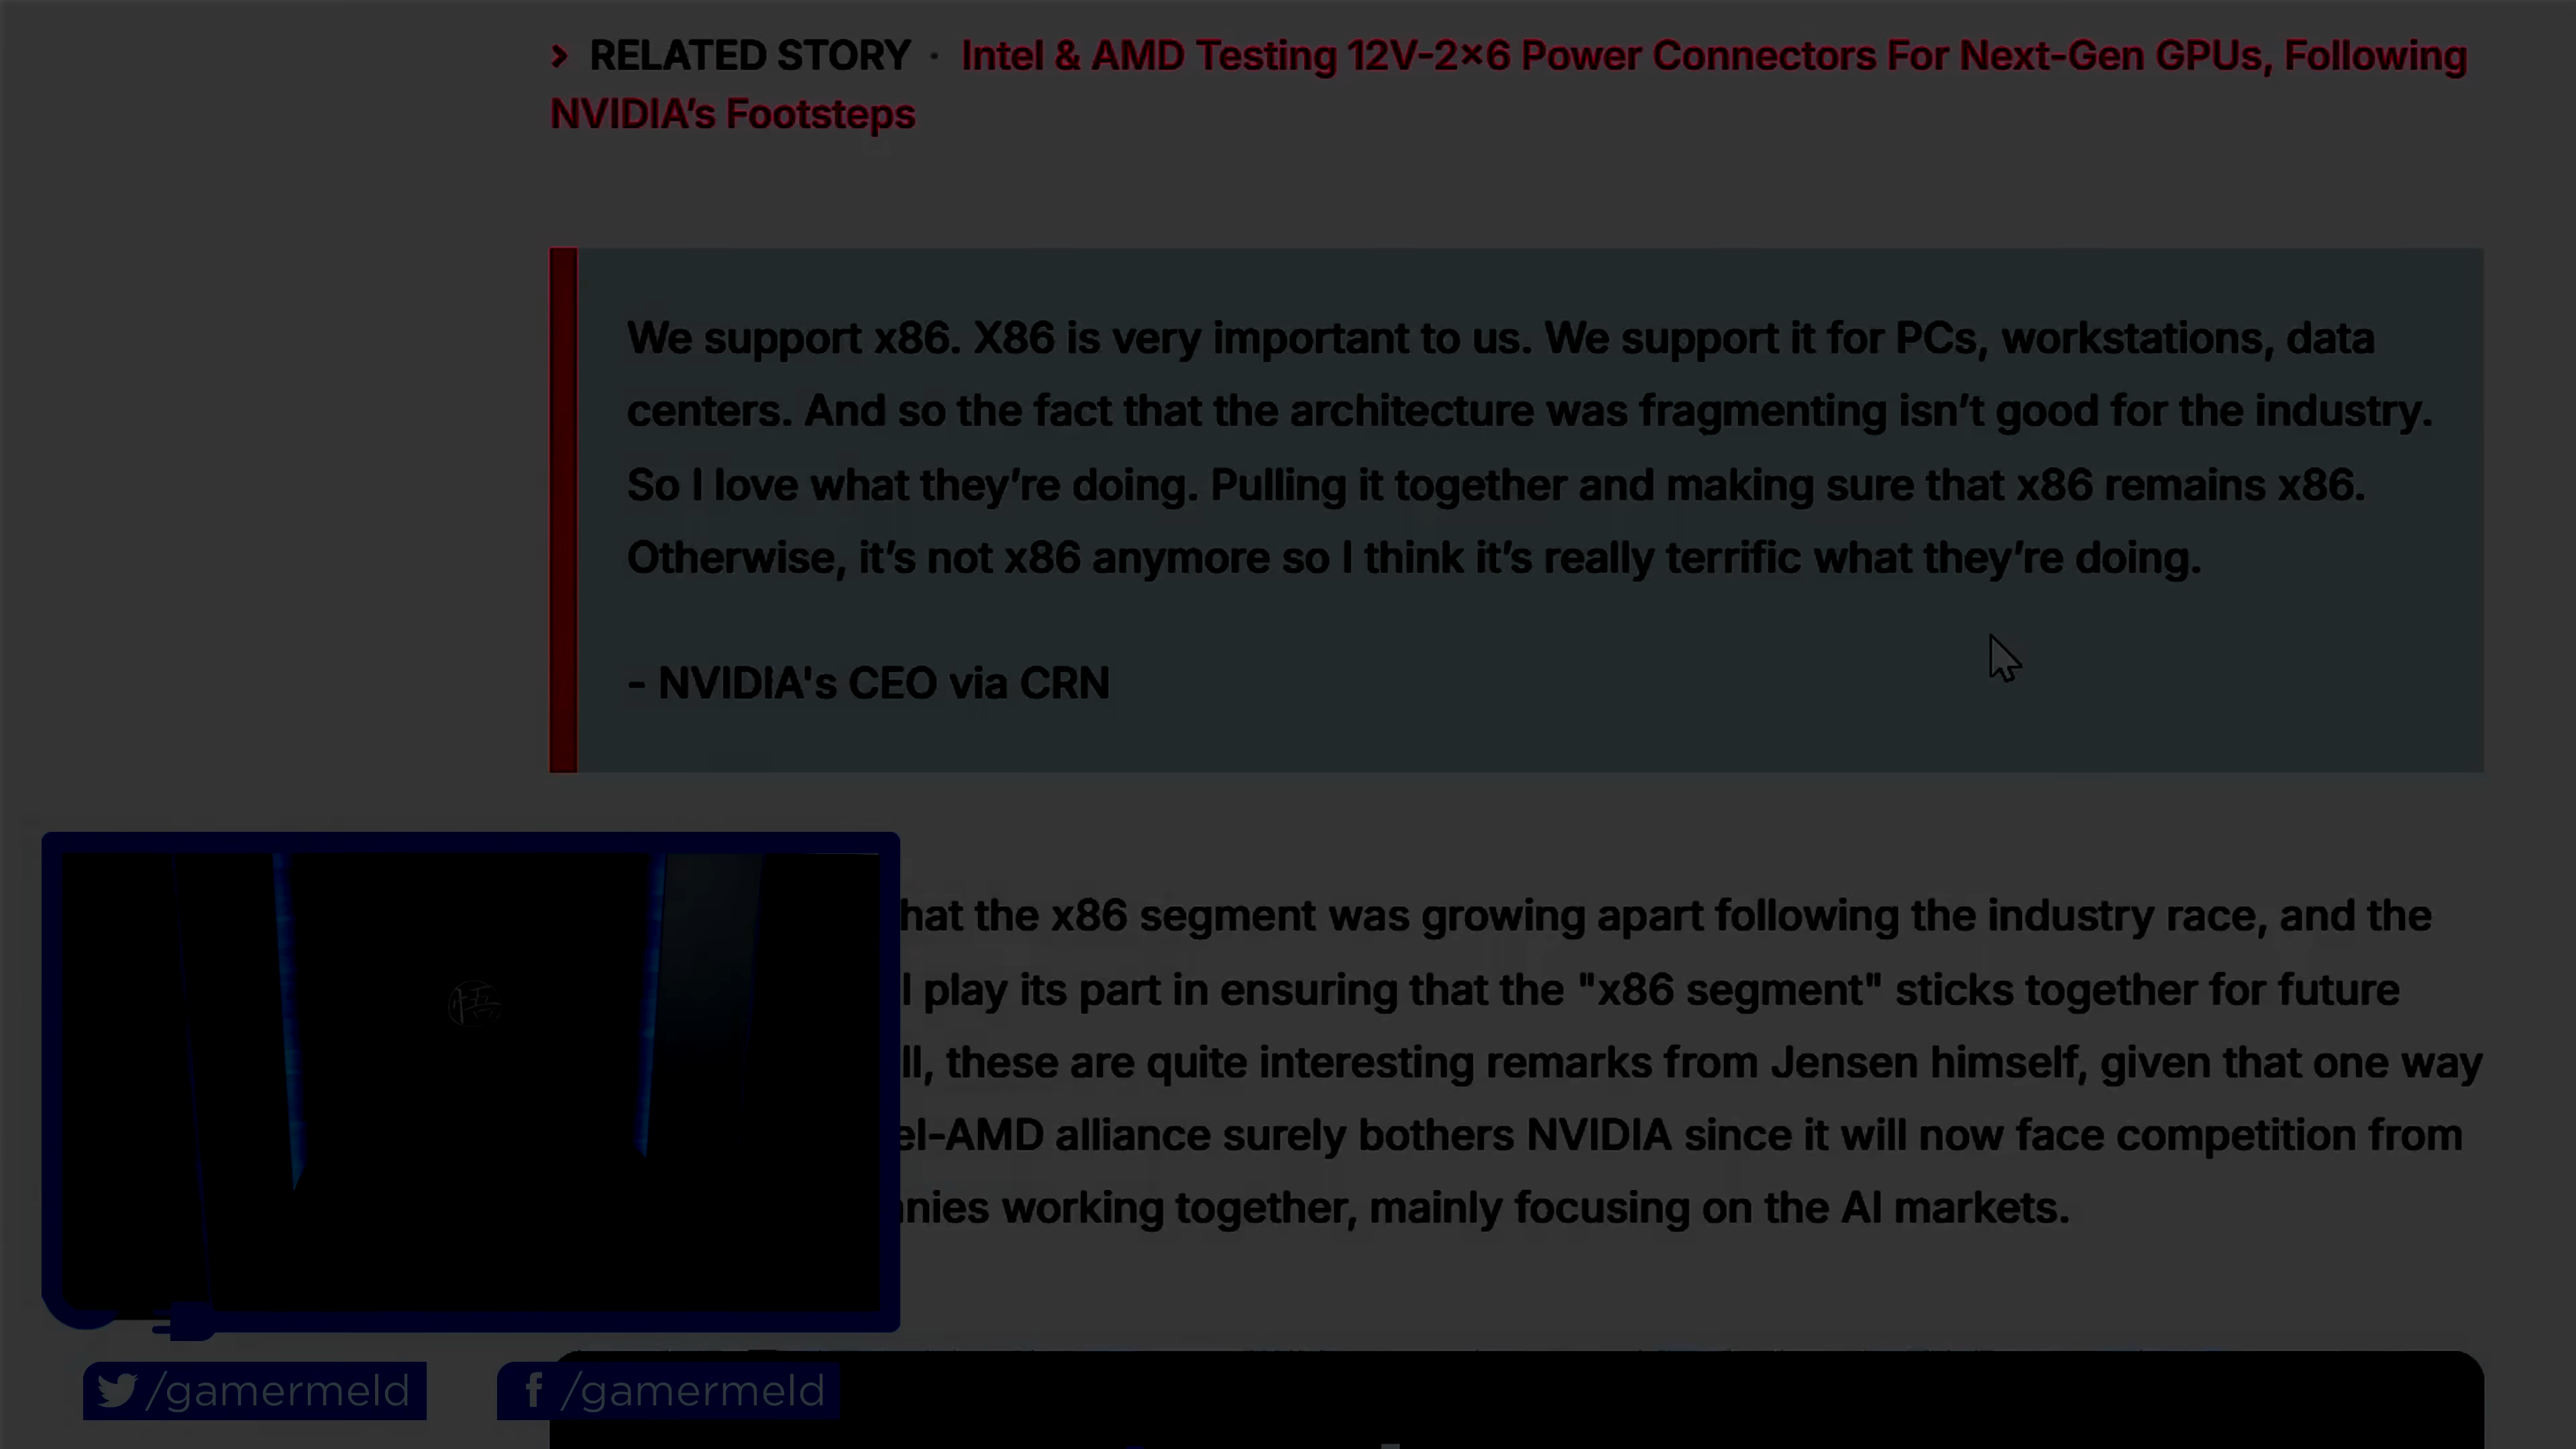 › RELATED STORY · Intel & AMD Testing 12V-2×6 Power Connectors For Next-Gen GPUs, Following
NVIDIA’s Footsteps
We support x86. X86 is very important to us. We support it for PCs, workstations, data
centers. And so the fact that the architecture was fragmenting isn’t good for the industry.
So I love what they’re doing. Pulling it together and making sure that x86 remains x86.
Otherwise, it’s not x86 anymore so I think it’s really terrific what they’re doing.
- NVIDIA's CEO via CRN
the x86 segment was growing apart following the industry race, and the
play its part in ensuring that the "x86 segment" sticks together for future
these are quite interesting remarks from Jensen himself, given that one way
alliance surely bothers NVIDIA since it will now face competition from
working together, mainly focusing on the AI markets.
悟
/gamermeld
f /gamermeld